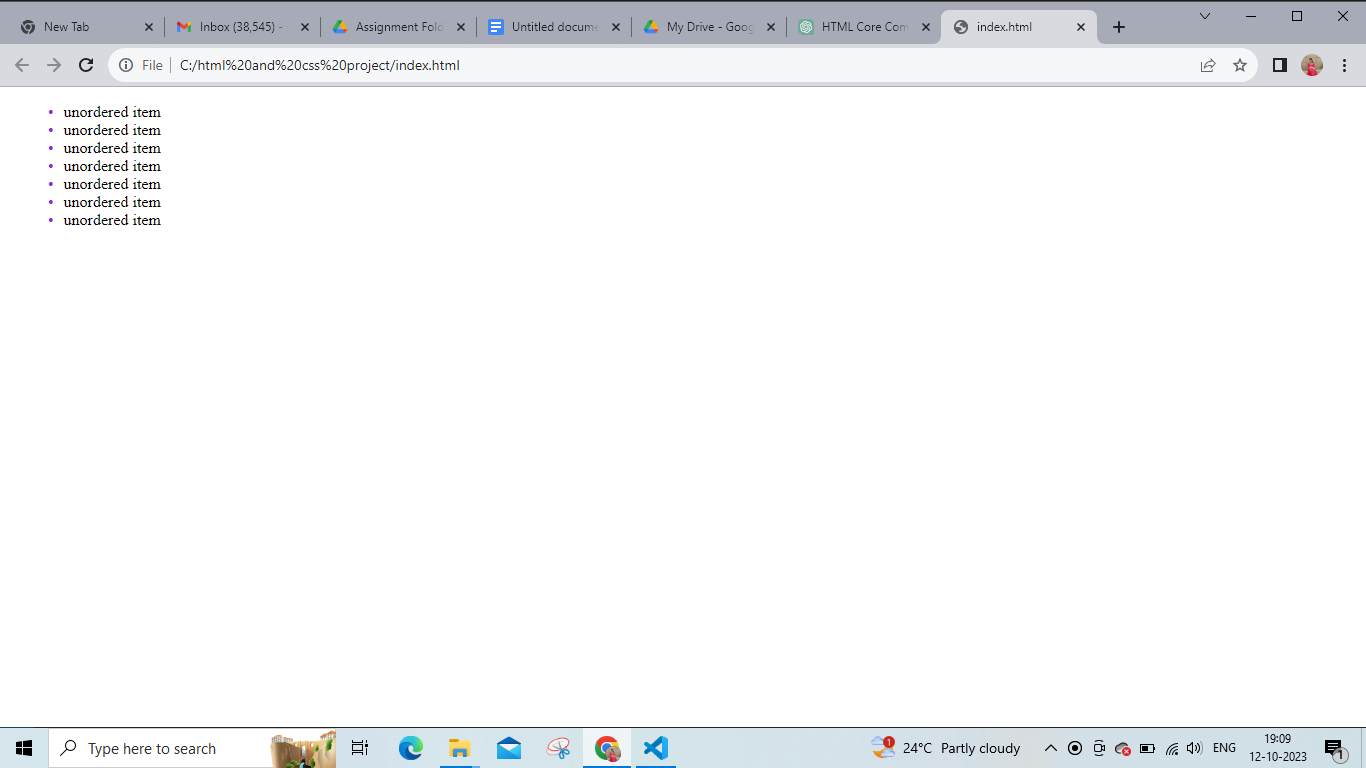 New Tab
Inbox (38,545) -
Assignment Fold
Untitled docume
My Drive - Goog
HTML Core Com
index.html
File
C:/html%20and%20css%20project/index.html
• unordered item
• unordered item
• unordered item
• unordered item
• unordered item
• unordered item
• unordered item
Type here to search
1
24°C Partly cloudy
ENG
19:09
12-10-2023
1